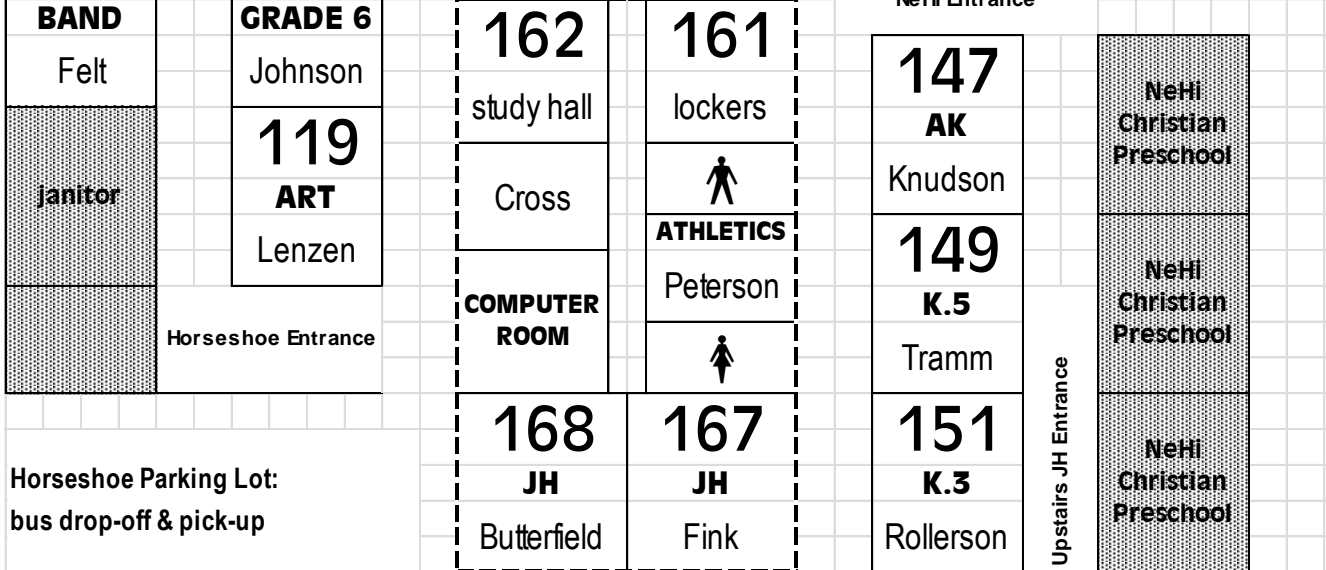 BAND
Felt
janitor
GRADE 6
Johnson
119
ART
Lenzen
Horseshoe Entrance
Horseshoe Parking Lot:
bus drop-off & pick-up
162
study hall
Cross
COMPUTER
ROOM
168
JH
Butterfield
161
lockers
ATHLETICS
Peterson
167
JH
Fink
NeHi Entrance
147
AK
Knudson
149
K.5
Tramm
151
K.3
Rollerson
Upstairs JH Entrance
NeHi
Christian
Preschool
NeHi
Christian
Preschool
NeHi
Christian
Preschool